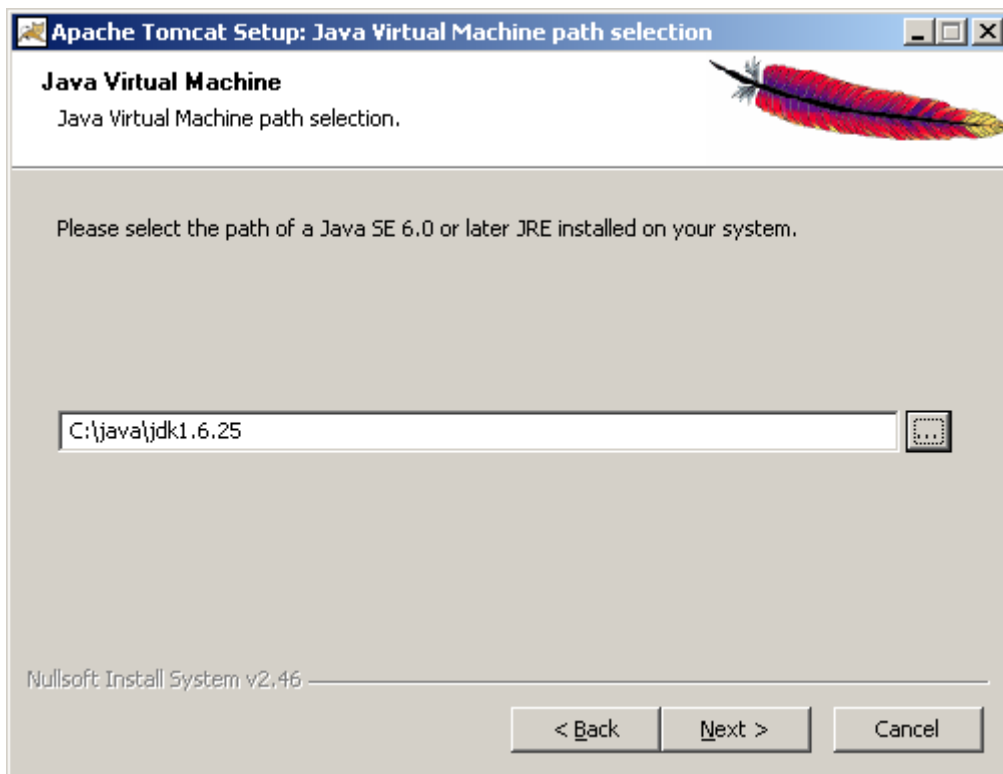 Apache Tomcat Setup: Java Virtual Machine path selection
Java Virtual Machine
Java Virtual Machine path selection.
Please select the path of a Java SE 6.0 or later JRE installed on your system.
C:\java\jdk1.6.25
...
Nullsoft Install System v2.46
< Back
Next >
Cancel